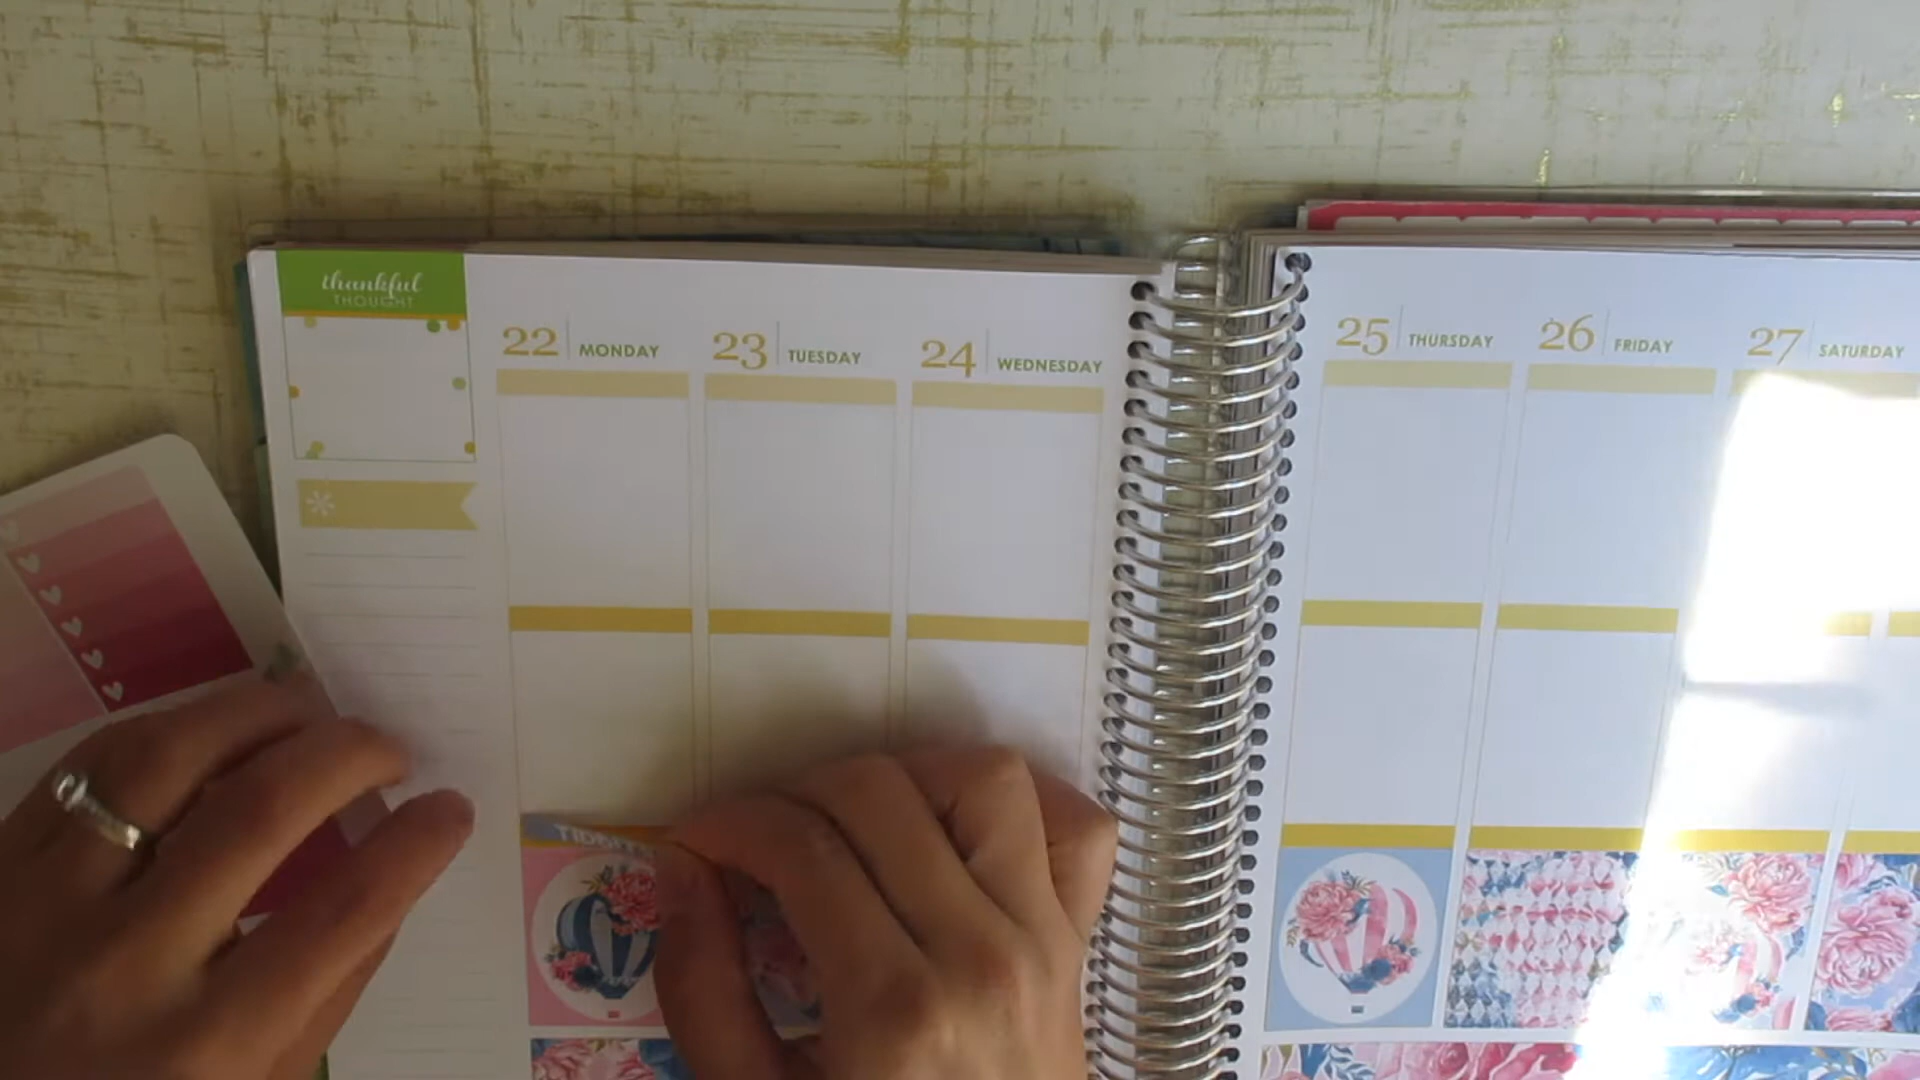 thankful
THOUGHT
22 MONDAY
23 TUESDAY
24 WEDNESDAY
25 THURSDAY
26 FRIDAY
27 SATURDAY